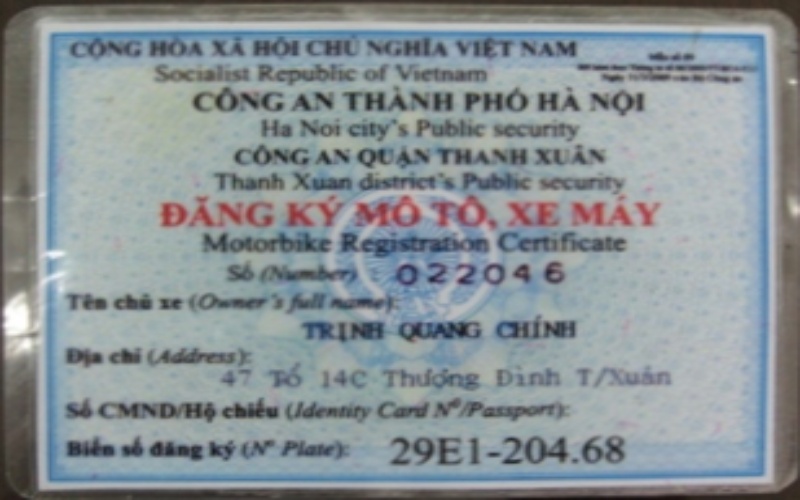 CỘNG HÒA XÃ HỘI CHỦ NGHĨA VIỆT NAM
Socialist Republic of Vietnam
CÔNG AN THÀNH PHỐ HÀ NỘI
Ha Noi city's Public security
CÔNG AN QUẬN THANH XUÂN
Thanh Xuan district's Public security
ĐĂNG KÝ MÔ TÔ, XE MÁY
Motorbike Registration Certificate
Số (Number) 022046
Tên chủ xe (Owner's full name):
TRỊNH QUANG CHÍNH
Địa chỉ (Address):
47 Tổ 14C Thượng Đình T/Xuân
Số CMND/Hộ chiếu (Identity Card Nº/Passport):
Biển số đăng ký (Nº Plate): 29E1-204.68